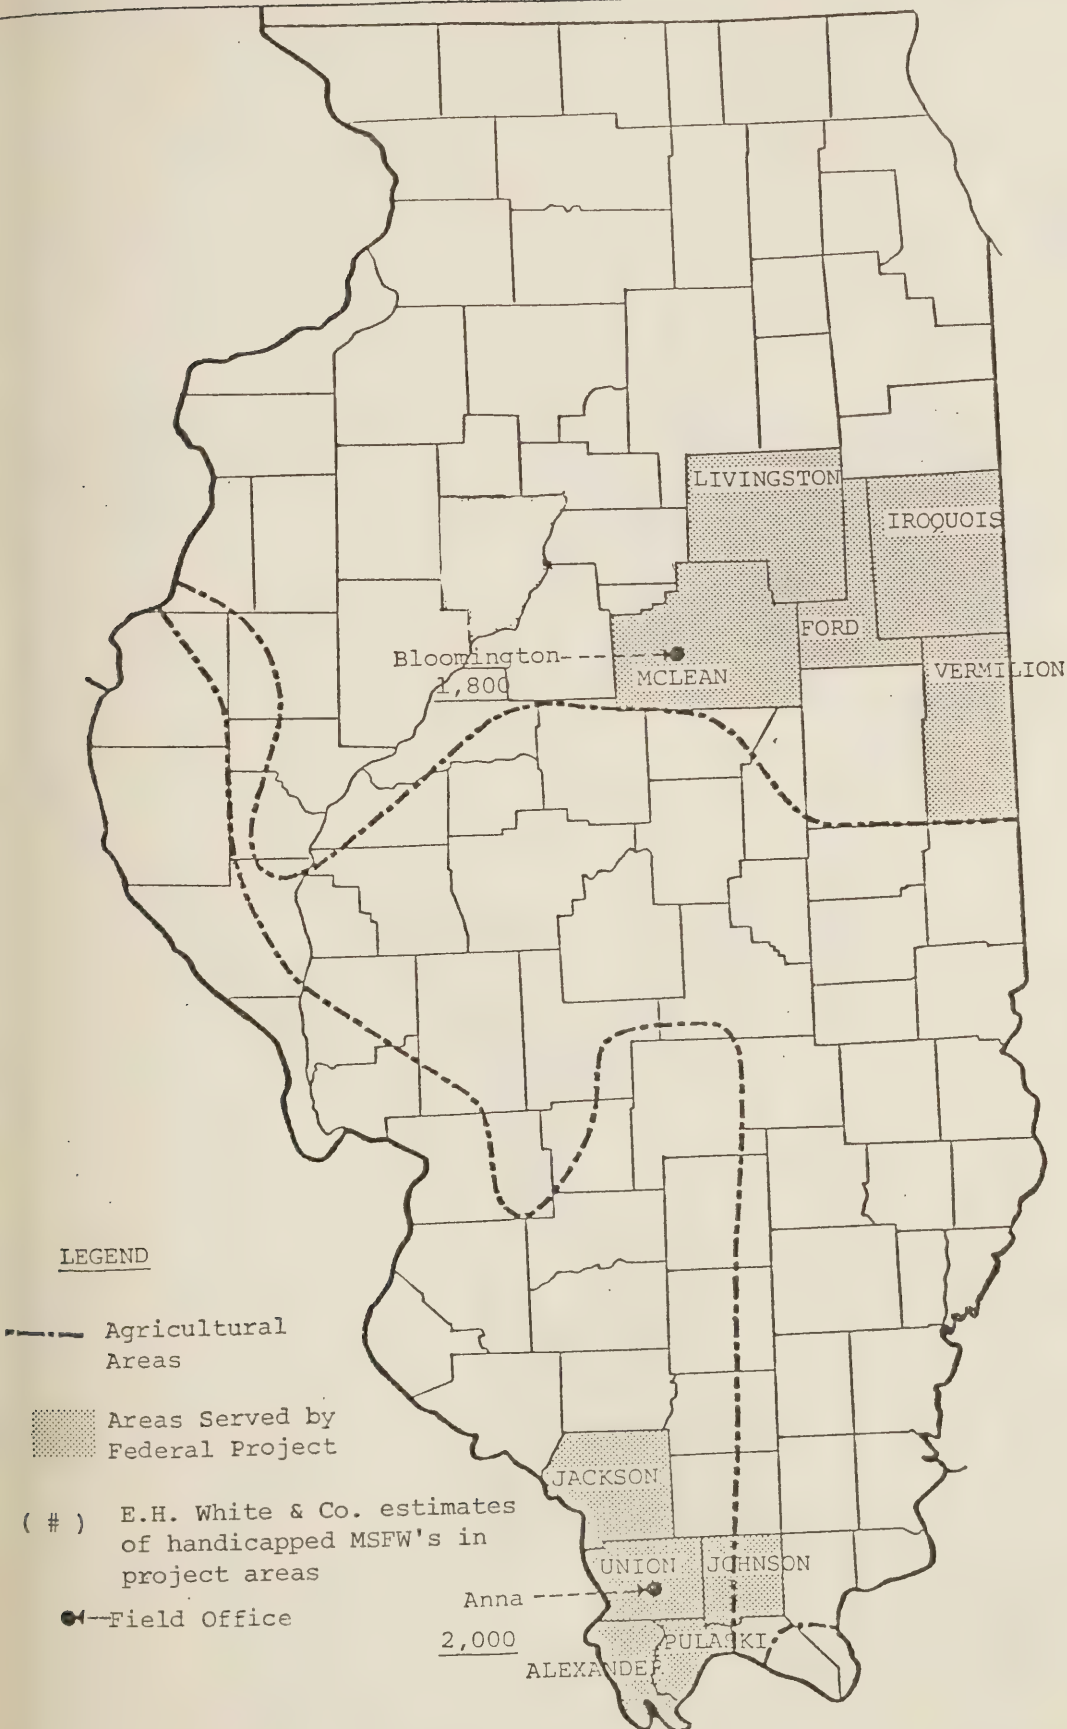 LIVINGSTON
IROQUOIS
FORD
Bloomington
1,800
MCLEAN
VERMILION
LEGEND
Agricultural
Areas
Areas Served by
Federal Project
( # ) E.H. White & Co. estimates
of handicapped MSFW's in
project areas
Field Office
JACKSON
UNION
JOHNSON
Anna
2,000
PULASKI
ALEXANDER